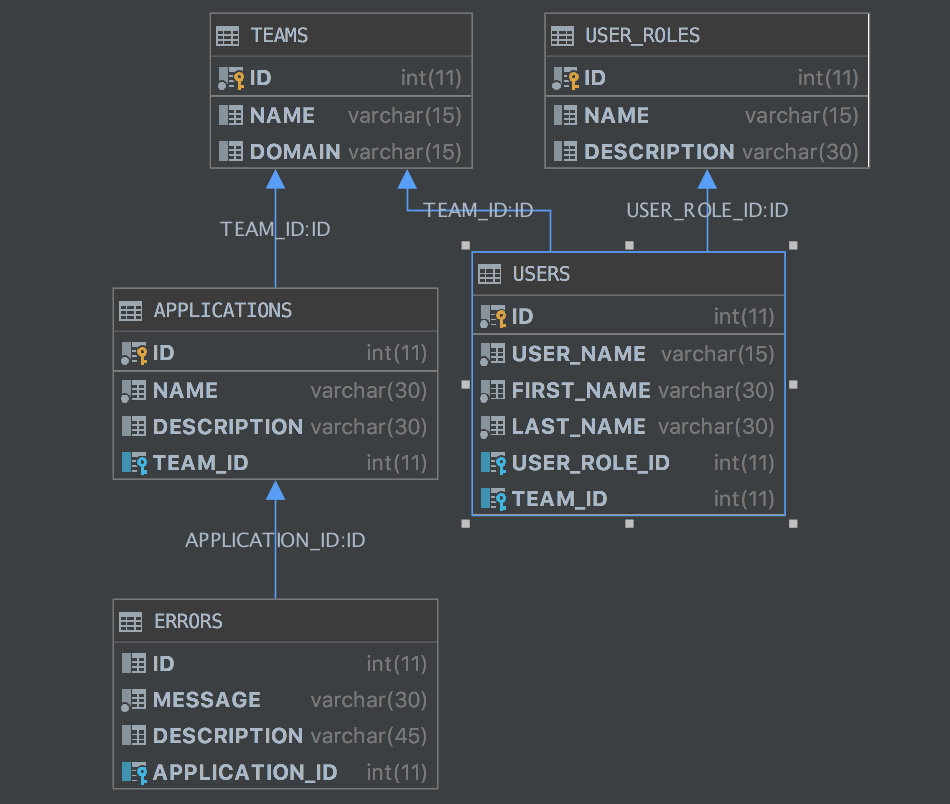 TEAMS
ID int(11)
NAME varchar(15)
DOMAIN varchar(15)
USER_ROLES
ID int(11)
NAME varchar(15)
DESCRIPTION varchar(30)
TEAM_ID:ID
TEAM_ID:ID
USER_ROLE_ID:ID
APPLICATIONS
ID int(11)
NAME varchar(30)
DESCRIPTION varchar(30)
TEAM_ID int(11)
USERS
ID int(11)
USER_NAME varchar(15)
FIRST_NAME varchar(30)
LAST_NAME varchar(30)
USER_ROLE_ID int(11)
TEAM_ID int(11)
APPLICATION_ID:ID
ERRORS
ID int(11)
MESSAGE varchar(30)
DESCRIPTION varchar(45)
APPLICATION_ID int(11)